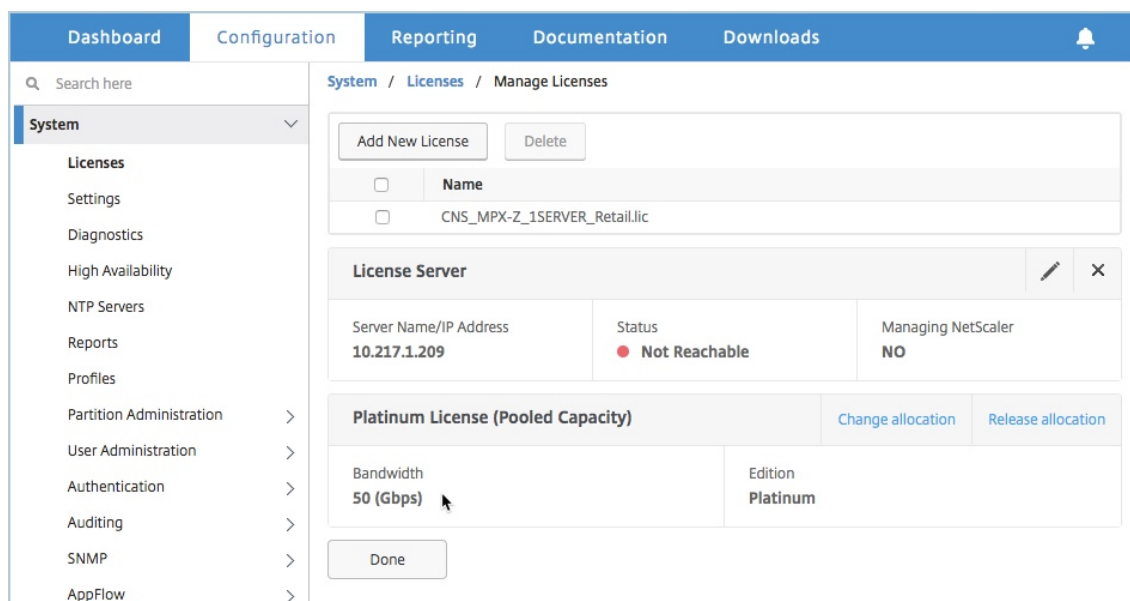 Dashboard Configuration Reporting Documentation Downloads
Search here
System / Licenses / Manage Licenses
System
Add New License Delete
Licenses
Name
Settings
CNS_MPX-Z_1SERVER_Retail.lic
Diagnostics
High Availability
License Server
NTP Servers
Server Name/IP Address Status Managing NetScaler
Reports
10.217.1.209 Not Reachable NO
Profiles
Partition Administration
Platinum License (Pooled Capacity) Change allocation Release allocation
User Administration
Bandwidth Edition
Authentication
50 (Gbps) Platinum
Auditing
SNMP
Done
AppFlow